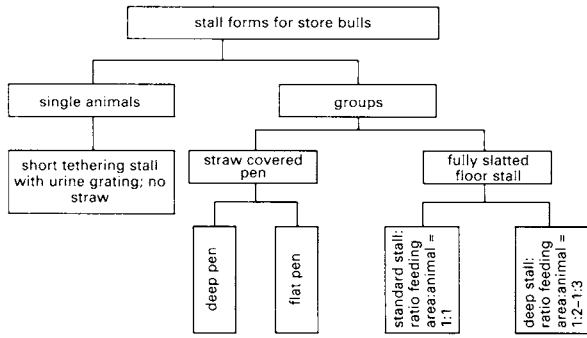 stall forms for store bulls
single animals
groups
short tethering stall
with urine grating; no
straw
straw covered
pen
fully slatted
floor stall
deep pen
flat pen
standard stall:
ratio feeding
area:animal =
1:1
deep stall:
ratio feeding
area:animal =
1:2–1:3